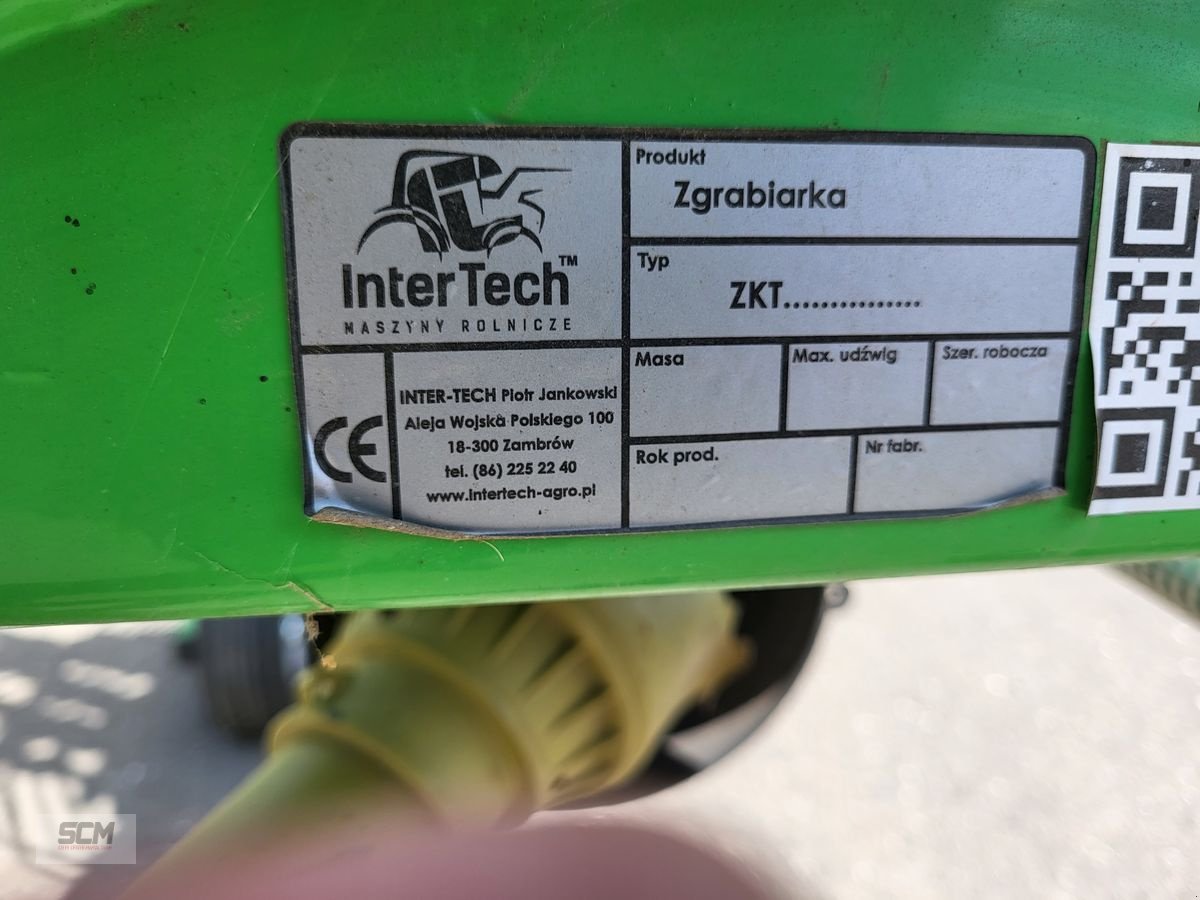 InterTech™
MASZYNY ROLNICZE
Produkt
Zgrabiarka
Typ
ZKT...............
Masa
Max. udźwig
Szer. robocza
Rok prod.
Nr fabr.
CE
INTER-TECH Piotr Jankowski
Aleja Wojska Polskiego 100
18-300 Zambrów
tel. (86) 225 22 40
www.intertech-agro.pl
SCM